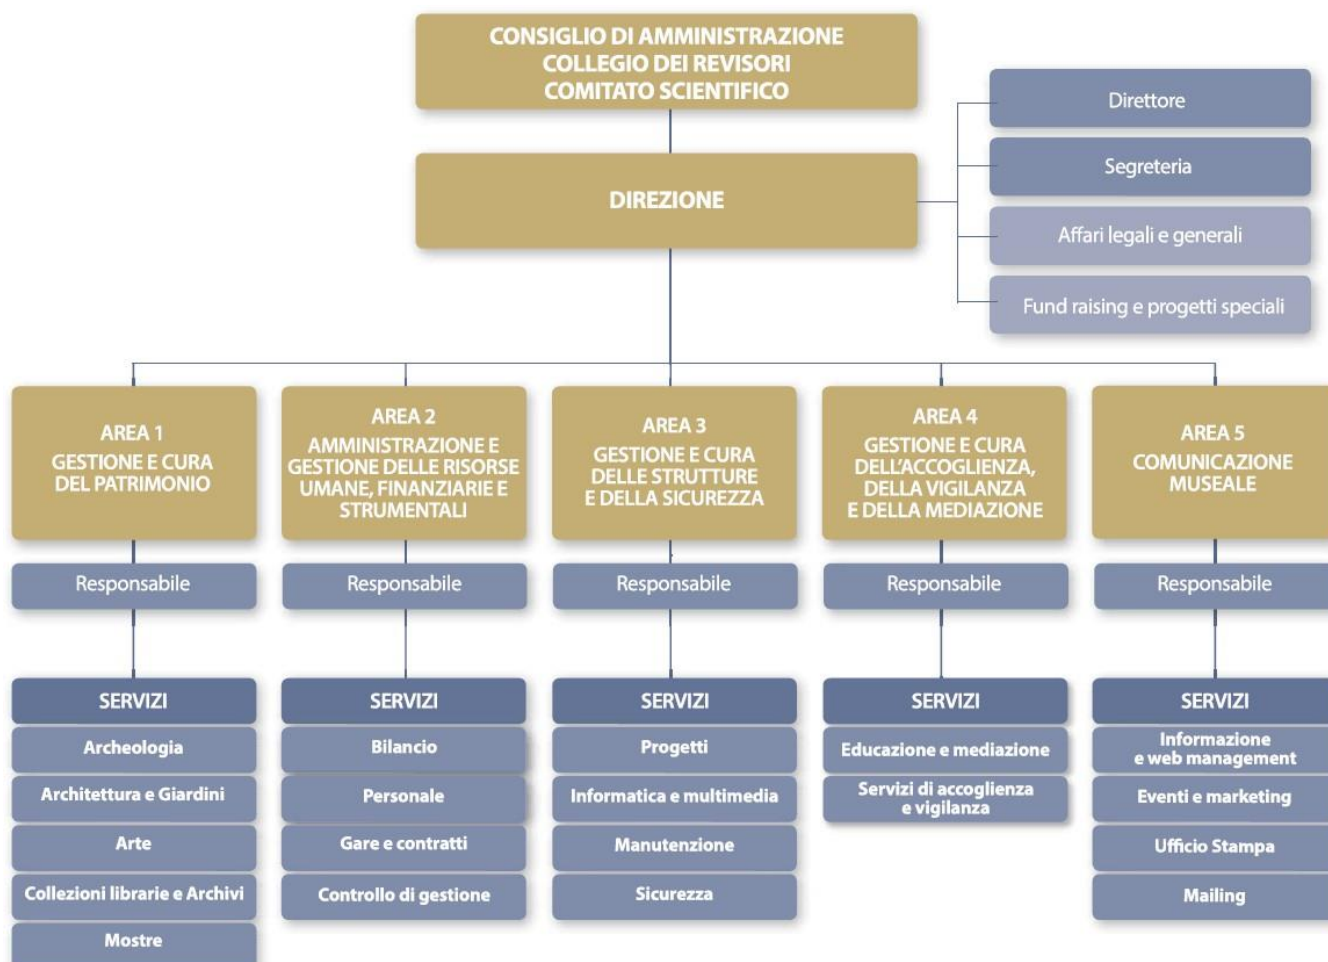 CONSIGLIO DI AMMINISTRAZIONE
COLLEGIO DEI REVISORI
COMITATO SCIENTIFICO
DIREZIONE
Direttore
Segreteria
Affari legali e generali
Fund raising e progetti speciali
AREA 1
GESTIONE E CURA
DEL PATRIMONIO
Responsabile
SERVIZI
Archeologia
Architettura e Giardini
Arte
Collezioni librarie e Archivi
Mostre
AREA 2
AMMINISTRAZIONE E
GESTIONE DELLE RISORSE
UMANE, FINANZIARIE E
STRUMENTALI
Responsabile
SERVIZI
Bilancio
Personale
Gare e contratti
Controllo di gestione
AREA 3
GESTIONE E CURA
DELLE STRUTTURE
E DELLA SICUREZZA
Responsabile
SERVIZI
Progetti
Informatica e multimedia
Manutenzione
Sicurezza
AREA 4
GESTIONE E CURA
DELL'ACCOGLIENZA,
DELLA VIGILANZA
E DELLA MEDIAZIONE
Responsabile
SERVIZI
Educazione e mediazione
Servizi di accoglienza
e vigilanza
AREA 5
COMUNICAZIONE
MUSEALE
Responsabile
SERVIZI
Informazione
e web management
Eventi e marketing
Ufficio Stampa
Mailing